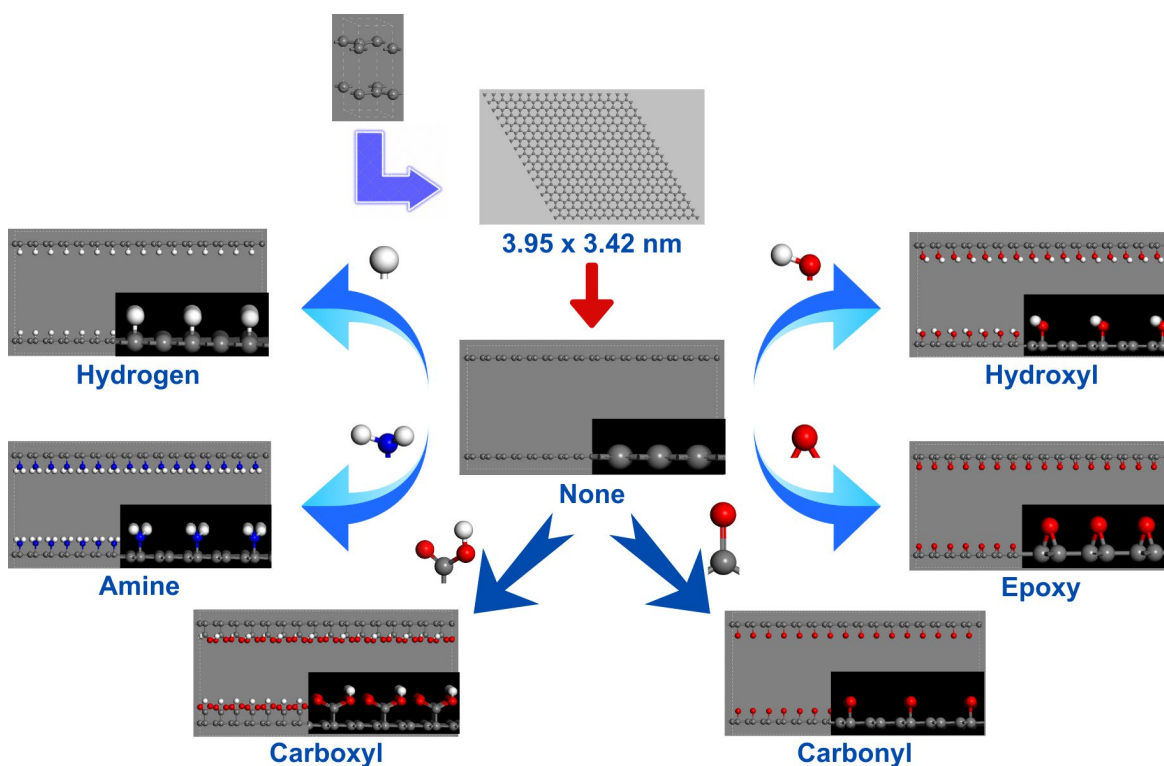 3.95 x 3.42 nm
Hydrogen
Hydroxyl
None
Amine
Epoxy
Carboxyl
Carbonyl